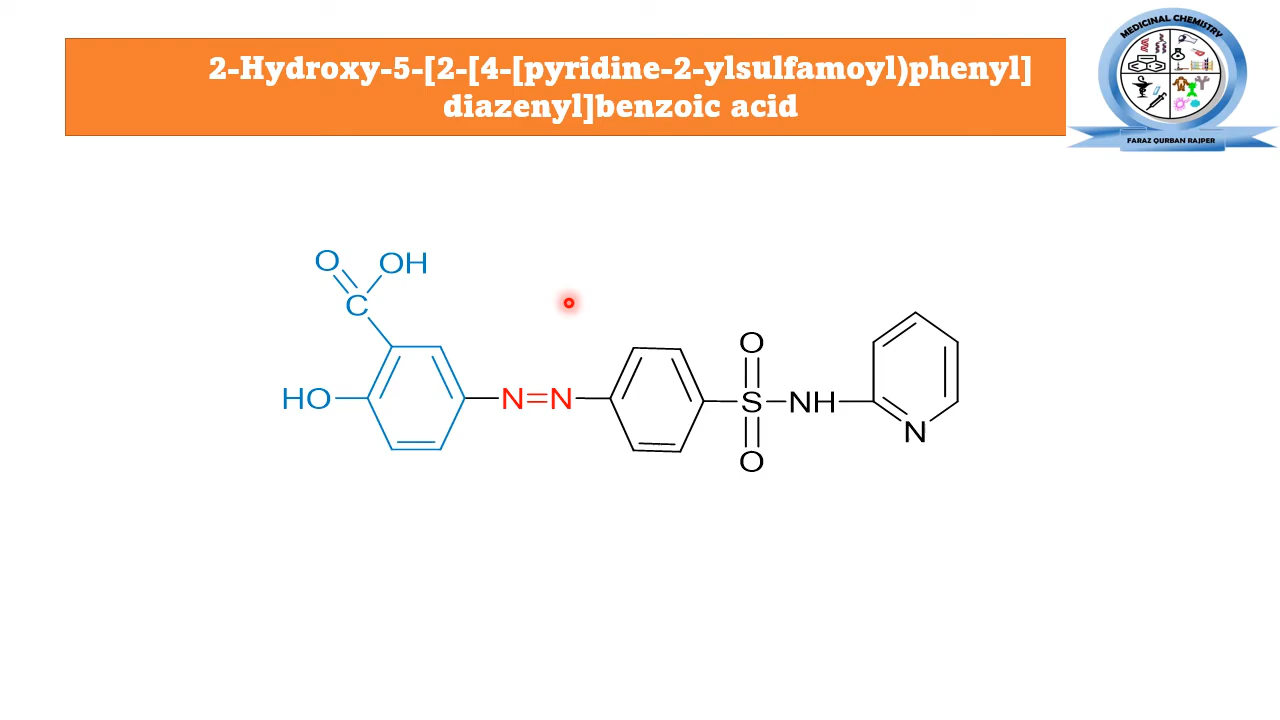 2-Hydroxy-5-[2-[4-[pyridine-2-ylsulfamoyl)phenyl]
diazenyl]benzoic acid
MEDICINAL CHEMISTRY
FARAZ QURBAN RAJPER
O
OH
C
HO
N=N
O
S
NH
O
N